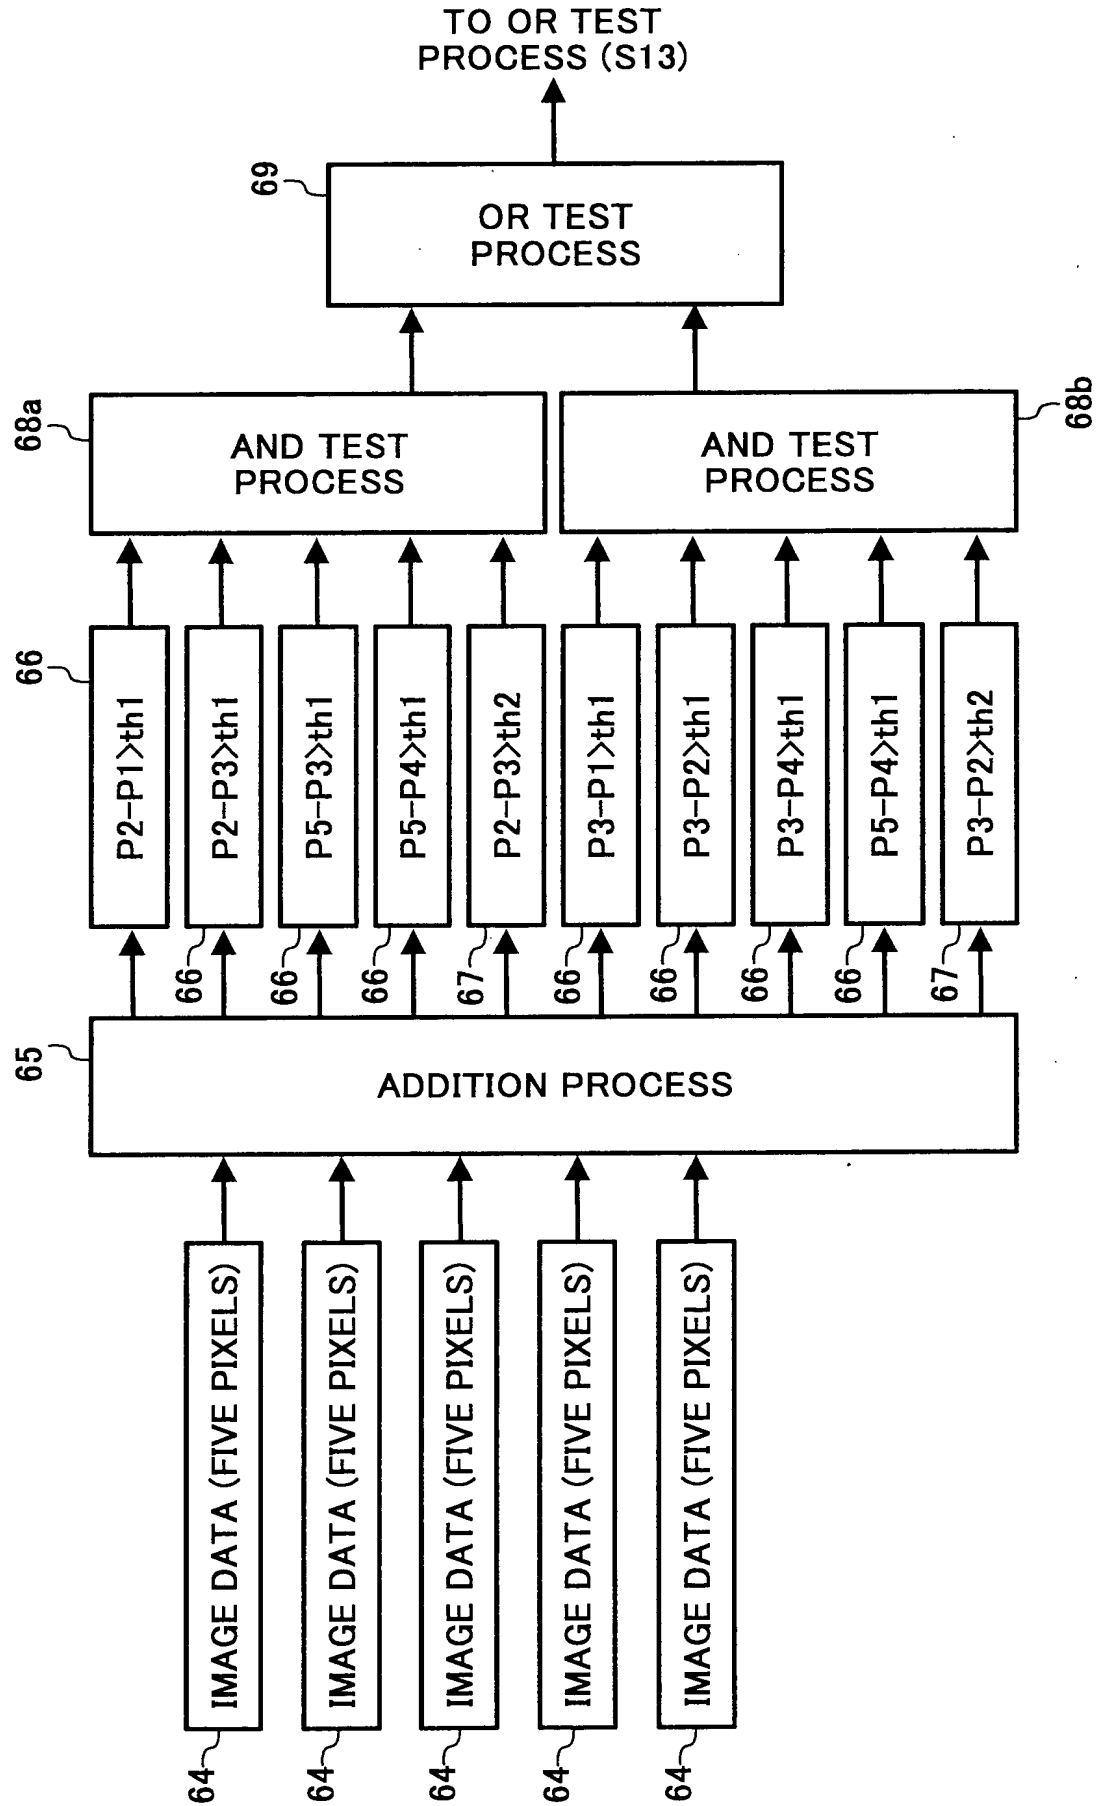 TO OR TEST
PROCESS (S13)
69
OR TEST
PROCESS
68a
AND TEST
PROCESS
68b
AND TEST
PROCESS
66
P2-P1>th1
66
P2-P3>th1
66
P5-P3>th1
66
P5-P4>th1
67
P2-P3>th2
66
P3-P1>th1
66
P3-P2>th1
66
P3-P4>th1
66
P5-P4>th1
67
P3-P2>th2
65
ADDITION PROCESS
64
IMAGE DATA (FIVE PIXELS)
64
IMAGE DATA (FIVE PIXELS)
64
IMAGE DATA (FIVE PIXELS)
64
IMAGE DATA (FIVE PIXELS)
64
IMAGE DATA (FIVE PIXELS)